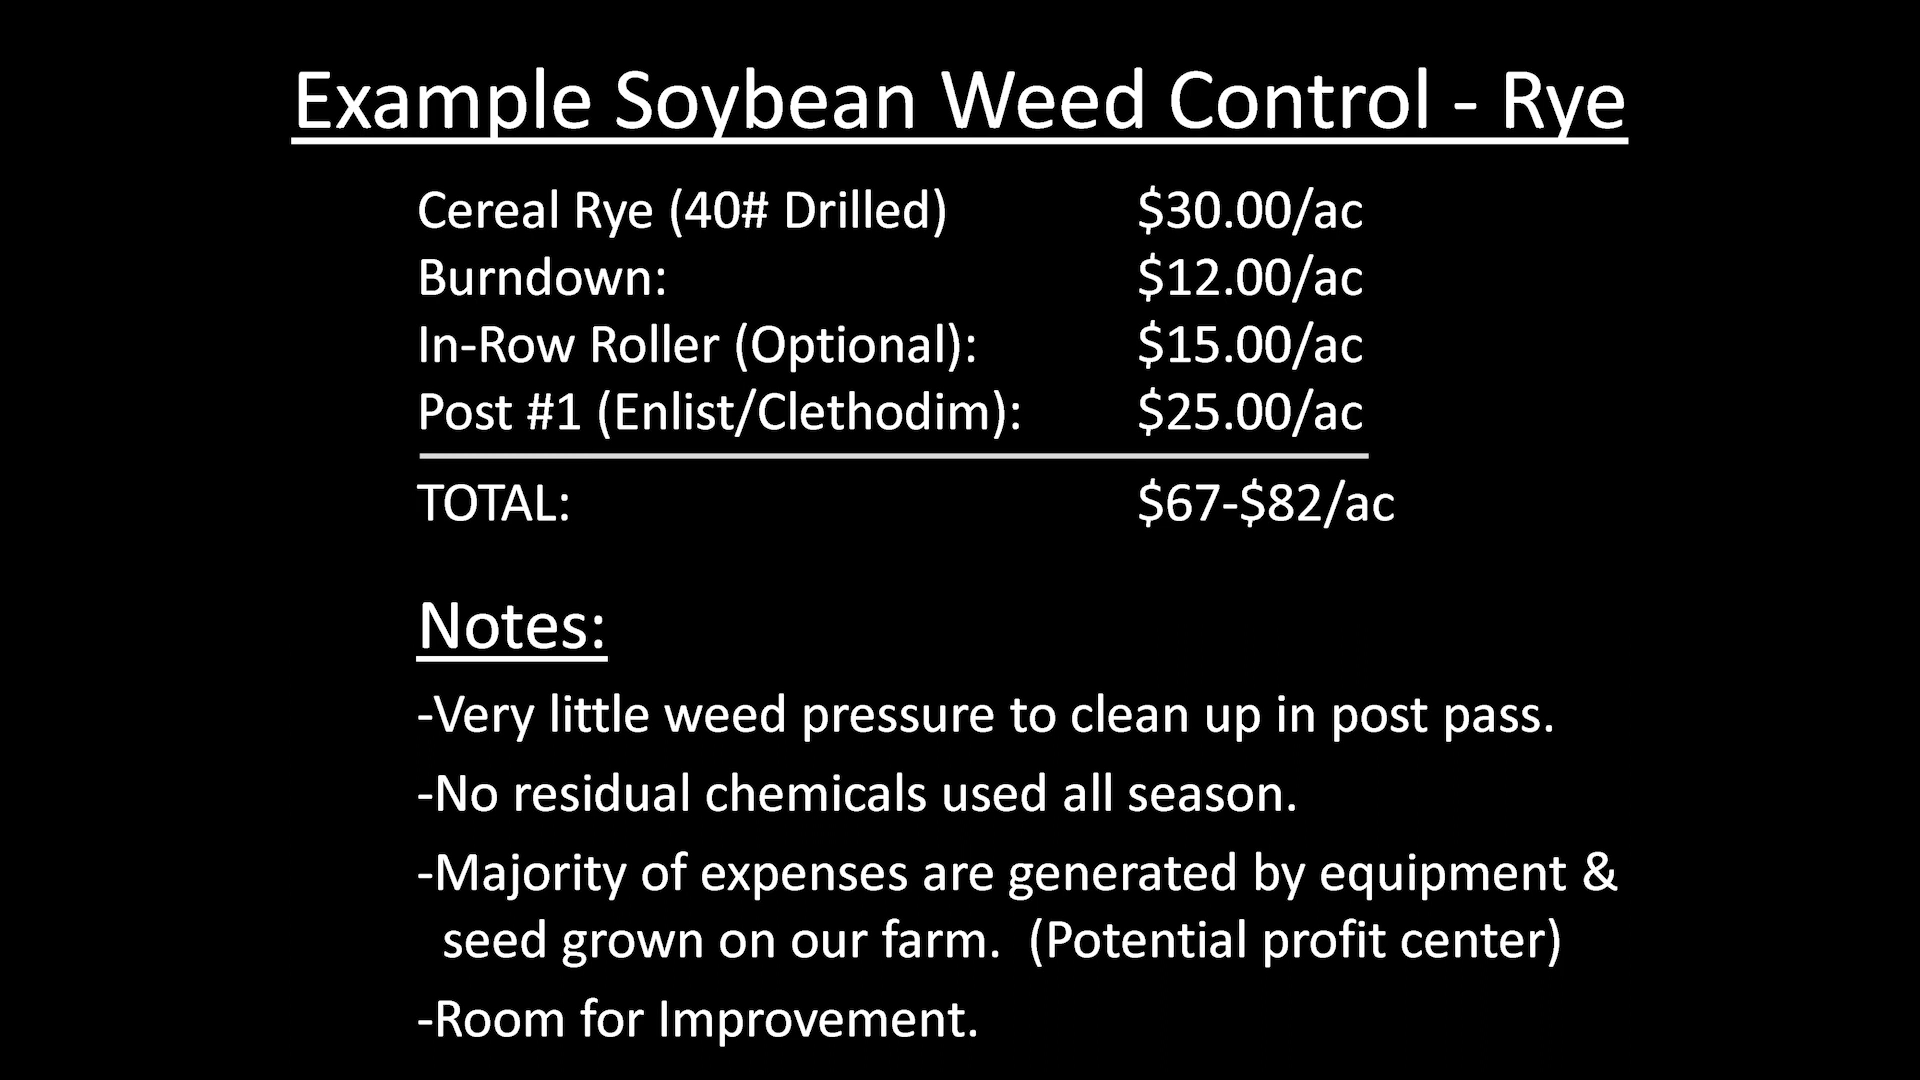 Example Soybean Weed Control - Rye
Cereal Rye (40# Drilled) $30.00/ac
Burndown: $12.00/ac
In-Row Roller (Optional): $15.00/ac
Post #1 (Enlist/Clethodim): $25.00/ac
TOTAL: $67-$82/ac
Notes:
-Very little weed pressure to clean up in post pass.
-No residual chemicals used all season.
-Majority of expenses are generated by equipment &
seed grown on our farm. (Potential profit center)
-Room for Improvement.